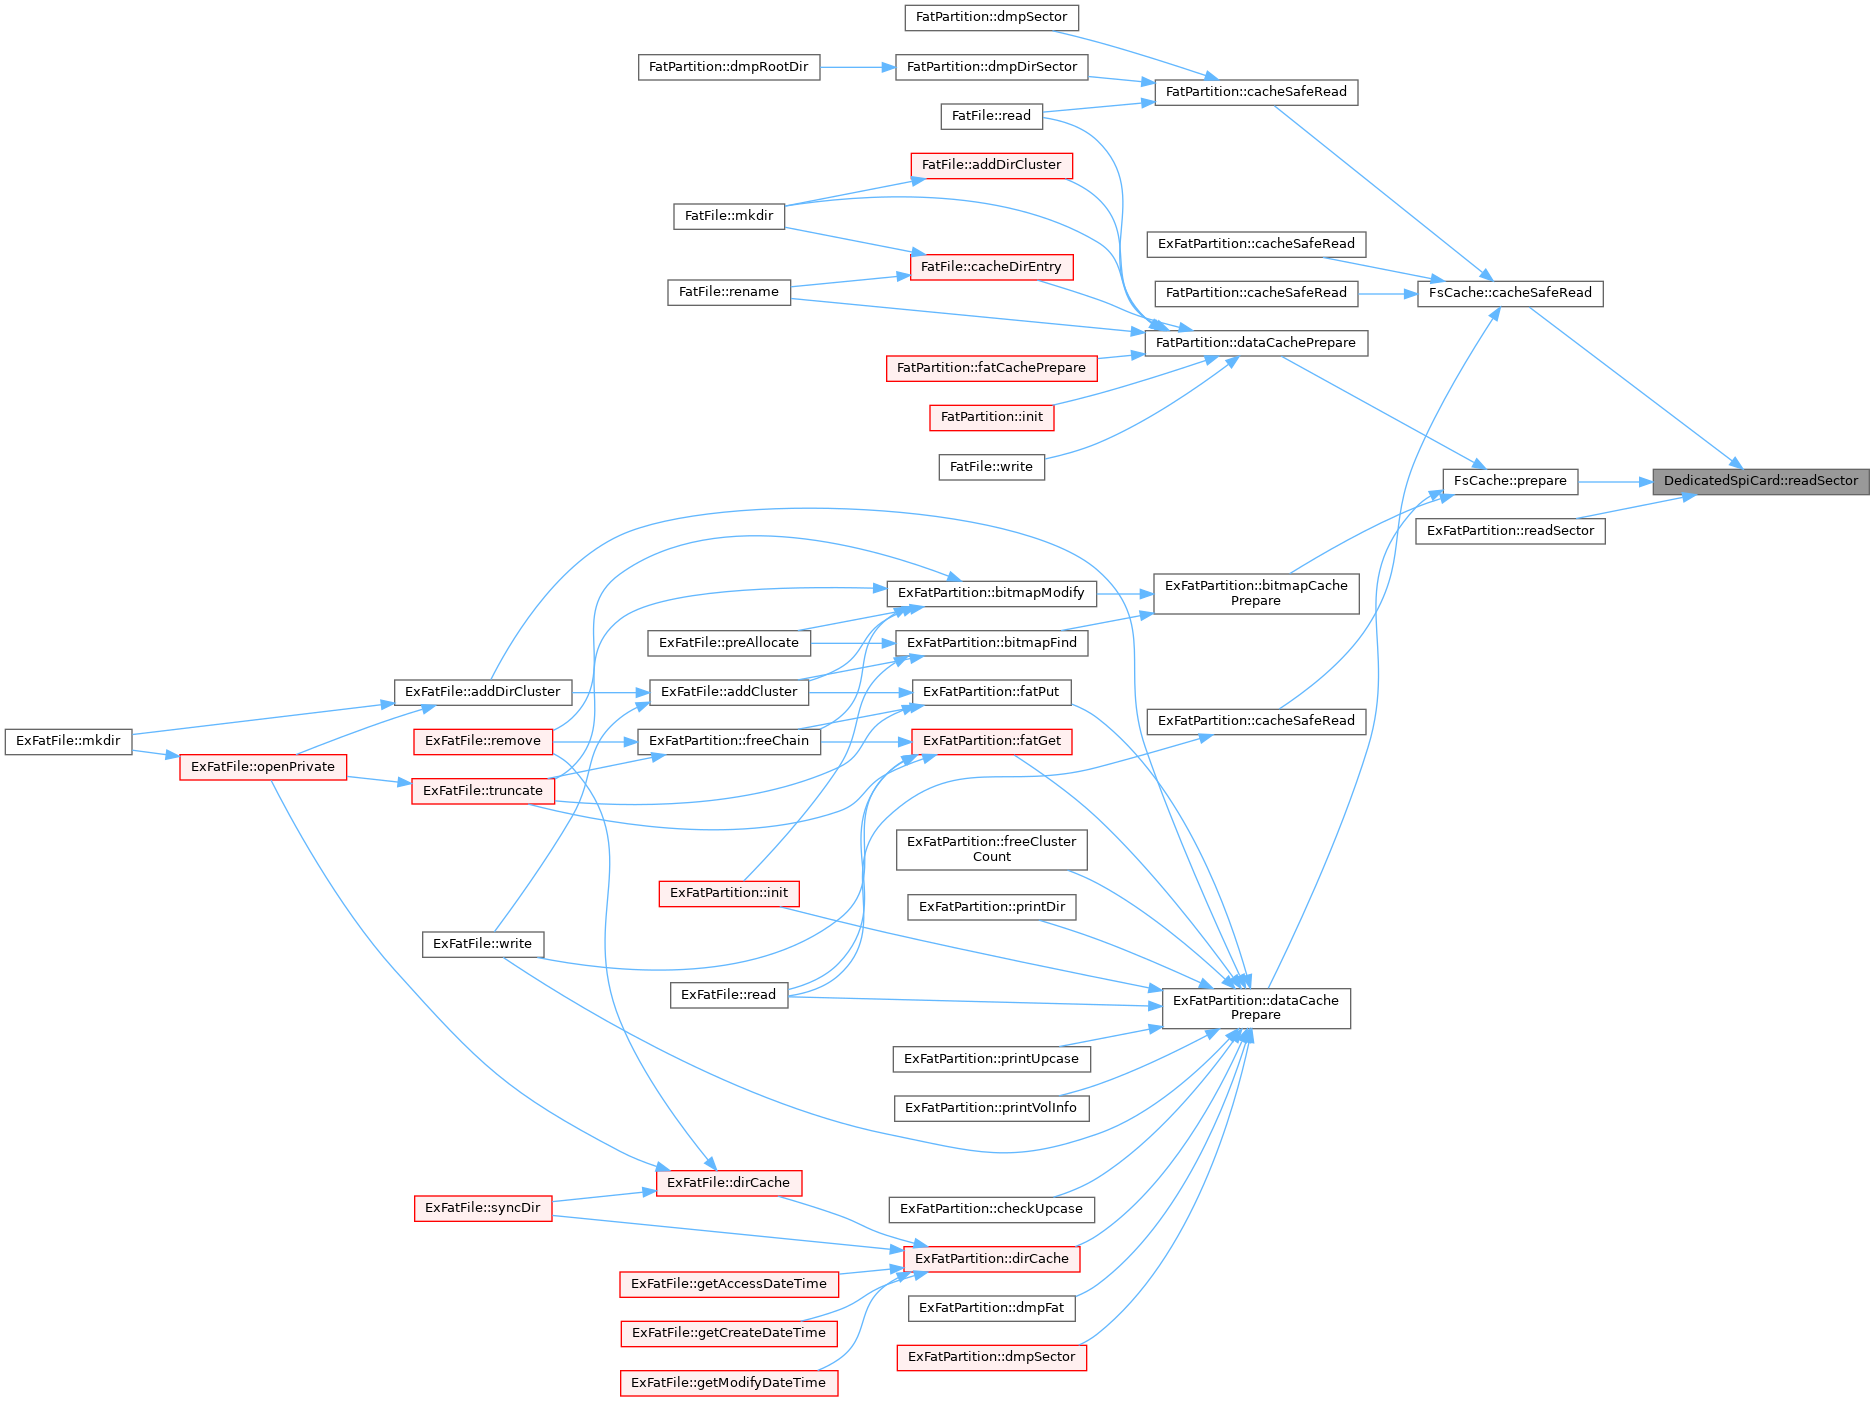 FatPartition::dmpSector
FatPartition::dmpRootDir
FatPartition::dmpDirSector
FatPartition::cacheSafeRead
FatFile::read
FatFile::addDirCluster
FatFile::mkdir
ExFatPartition::cacheSafeRead
FatFile::cacheDirEntry
FatFile::rename
FatPartition::cacheSafeRead
FsCache::cacheSafeRead
FatPartition::dataCachePrepare
FatPartition::fatCachePrepare
FatPartition::init
FatFile::write
FsCache::prepare
DedicatedSpiCard::readSector
ExFatPartition::readSector
ExFatPartition::bitmapModify
ExFatPartition::bitmapCache
Prepare
ExFatFile::preAllocate
ExFatPartition::bitmapFind
ExFatFile::addDirCluster
ExFatFile::addCluster
ExFatPartition::fatPut
ExFatPartition::cacheSafeRead
ExFatFile::mkdir
ExFatFile::remove
ExFatPartition::freeChain
ExFatPartition::fatGet
ExFatFile::openPrivate
ExFatFile::truncate
ExFatPartition::freeCluster
Count
ExFatPartition::init
ExFatPartition::printDir
ExFatFile::write
ExFatFile::read
ExFatPartition::dataCache
Prepare
ExFatPartition::printUpcase
ExFatPartition::printVolInfo
ExFatFile::dirCache
ExFatFile::syncDir
ExFatPartition::checkUpcase
ExFatPartition::dirCache
ExFatFile::getAccessDateTime
ExFatPartition::dmpFat
ExFatFile::getCreateDateTime
ExFatPartition::dmpSector
ExFatFile::getModifyDateTime